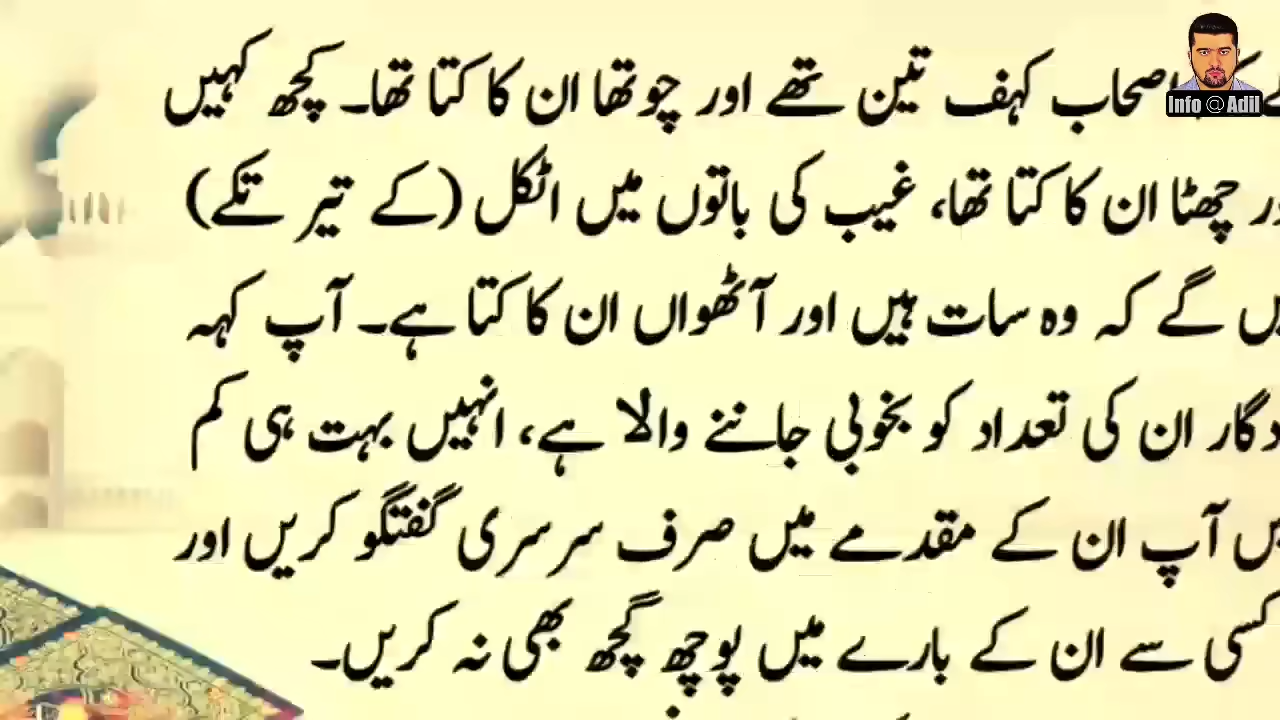 اصحاب کہف تین تھے اور چوتھا ان کا کتا تھا۔ کچھ کہیں
چھٹا ان کا کتا تھا، غیب کی باتوں میں اٹکل (کے تیر تکے)
گے کہ وہ سات ہیں اور آٹھواں ان کا کتا ہے۔ آپ کہہ
ان کی تعداد کو بخوبی جاننے والا ہے، انہیں بہت ہی کم
آپ ان کے مقدمے میں صرف سرسری گفتگو کریں اور
کسی سے ان کے بارے میں پوچھ گچھ بھی نہ کریں۔
Info @ Adil